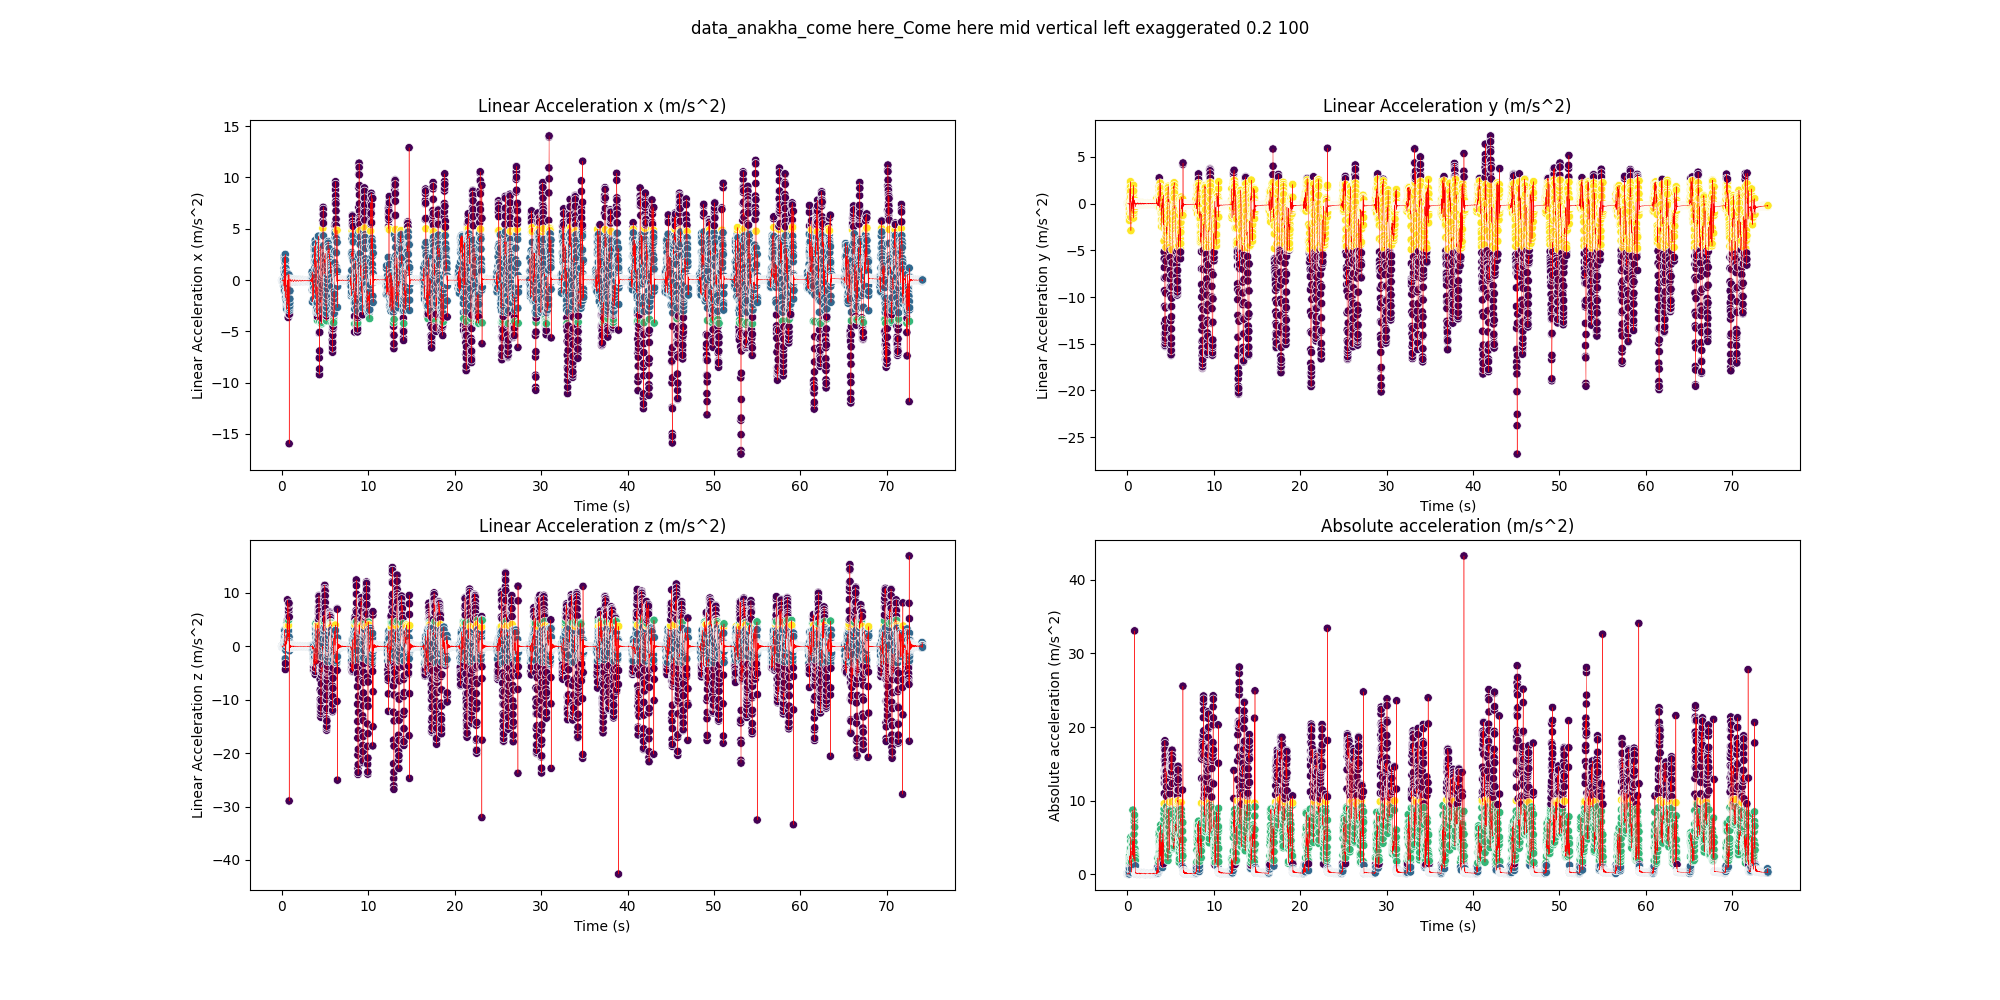 data_anakha_come here_Come here mid vertical left exaggerated 0.2 100
Linear Acceleration x (m/s^2)
Linear Acceleration x (m/s^2)
15
10
5
0
−5
−10
−15
0 10 20 30 40 50 60 70
Time (s)
Linear Acceleration y (m/s^2)
Linear Acceleration y (m/s^2)
5
0
−5
−10
−15
−20
−25
0 10 20 30 40 50 60 70
Time (s)
Linear Acceleration z (m/s^2)
Linear Acceleration z (m/s^2)
10
0
−10
−20
−30
−40
0 10 20 30 40 50 60 70
Time (s)
Absolute acceleration (m/s^2)
Absolute acceleration (m/s^2)
40
30
20
10
0
0 10 20 30 40 50 60 70
Time (s)